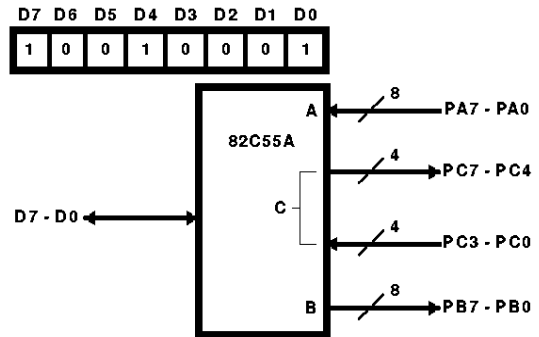 D7 D6 D5 D4 D3 D2 D1 D0
1 0 0 1 0 0 0 1
8
A PA7 - PA0
82C55A
4
PC7 - PC4
C
D7 - D0
4
PC3 - PC0
8
B PB7 - PB0